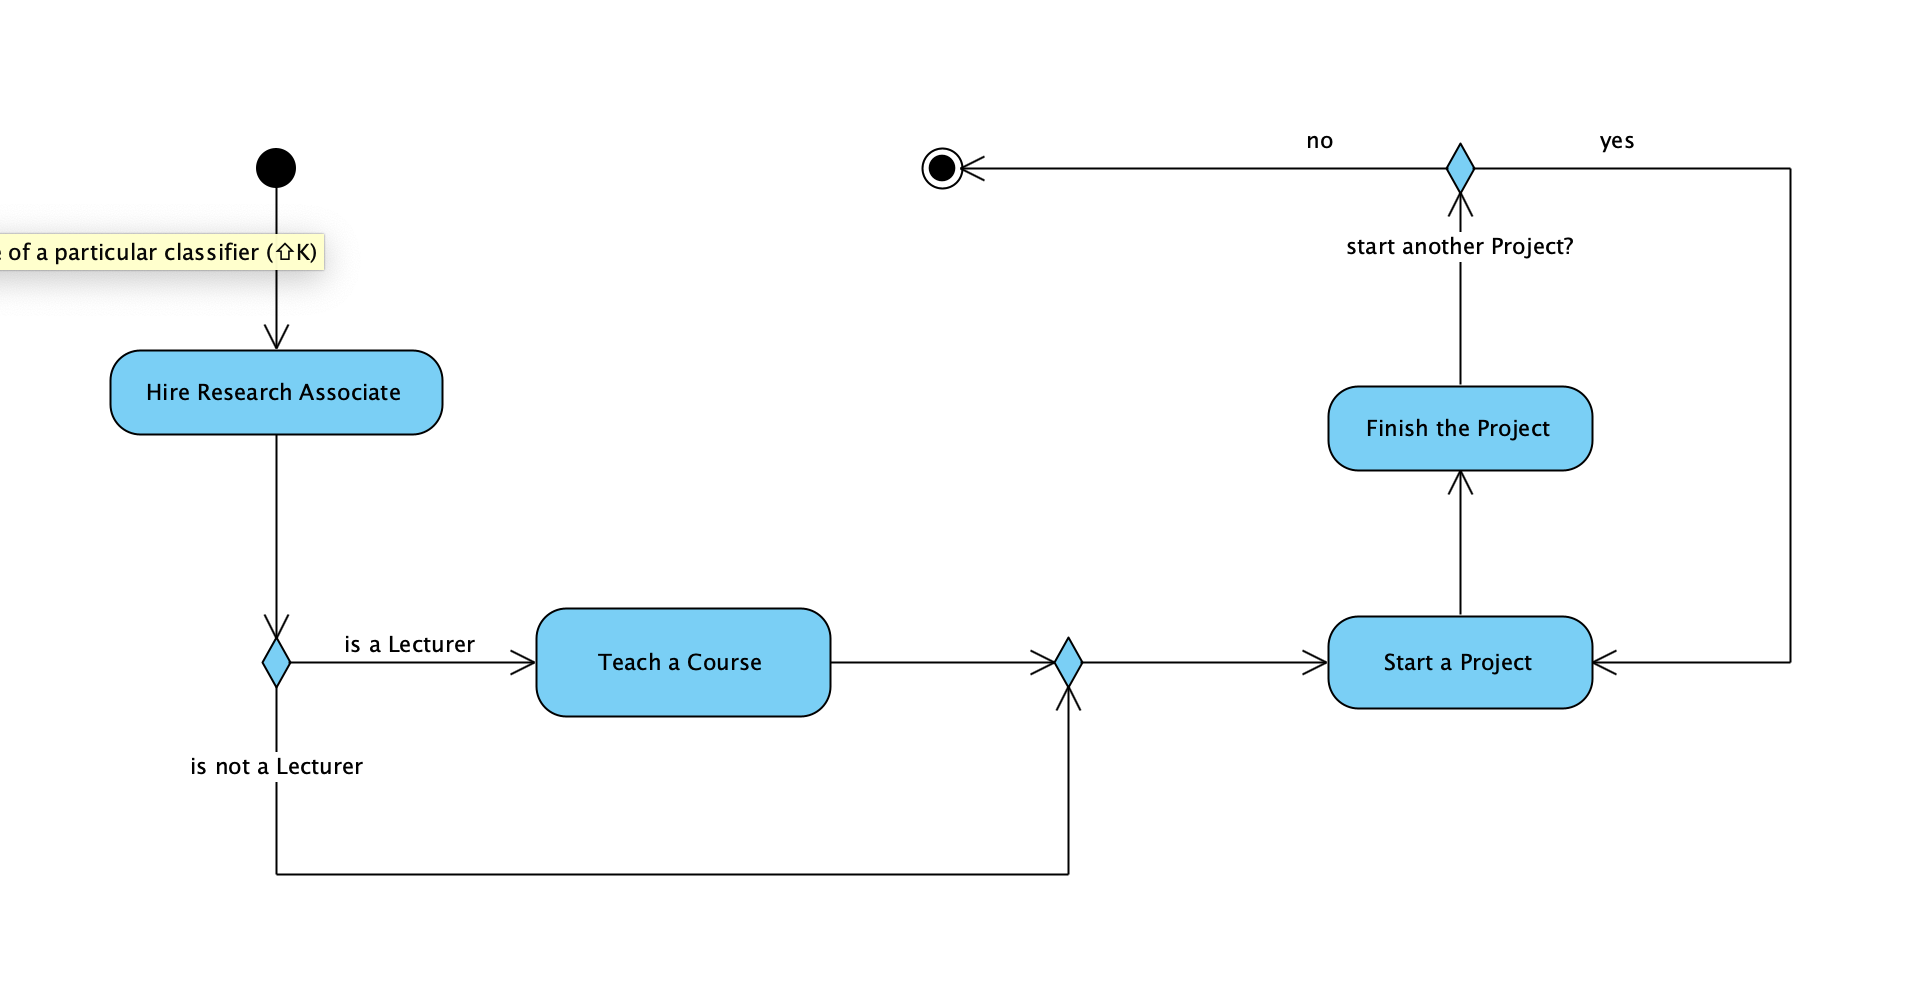 no
yes
of a particular classifier (⇧K)
start another Project?
Hire Research Associate
Finish the Project
is a Lecturer
Teach a Course
Start a Project
is not a Lecturer